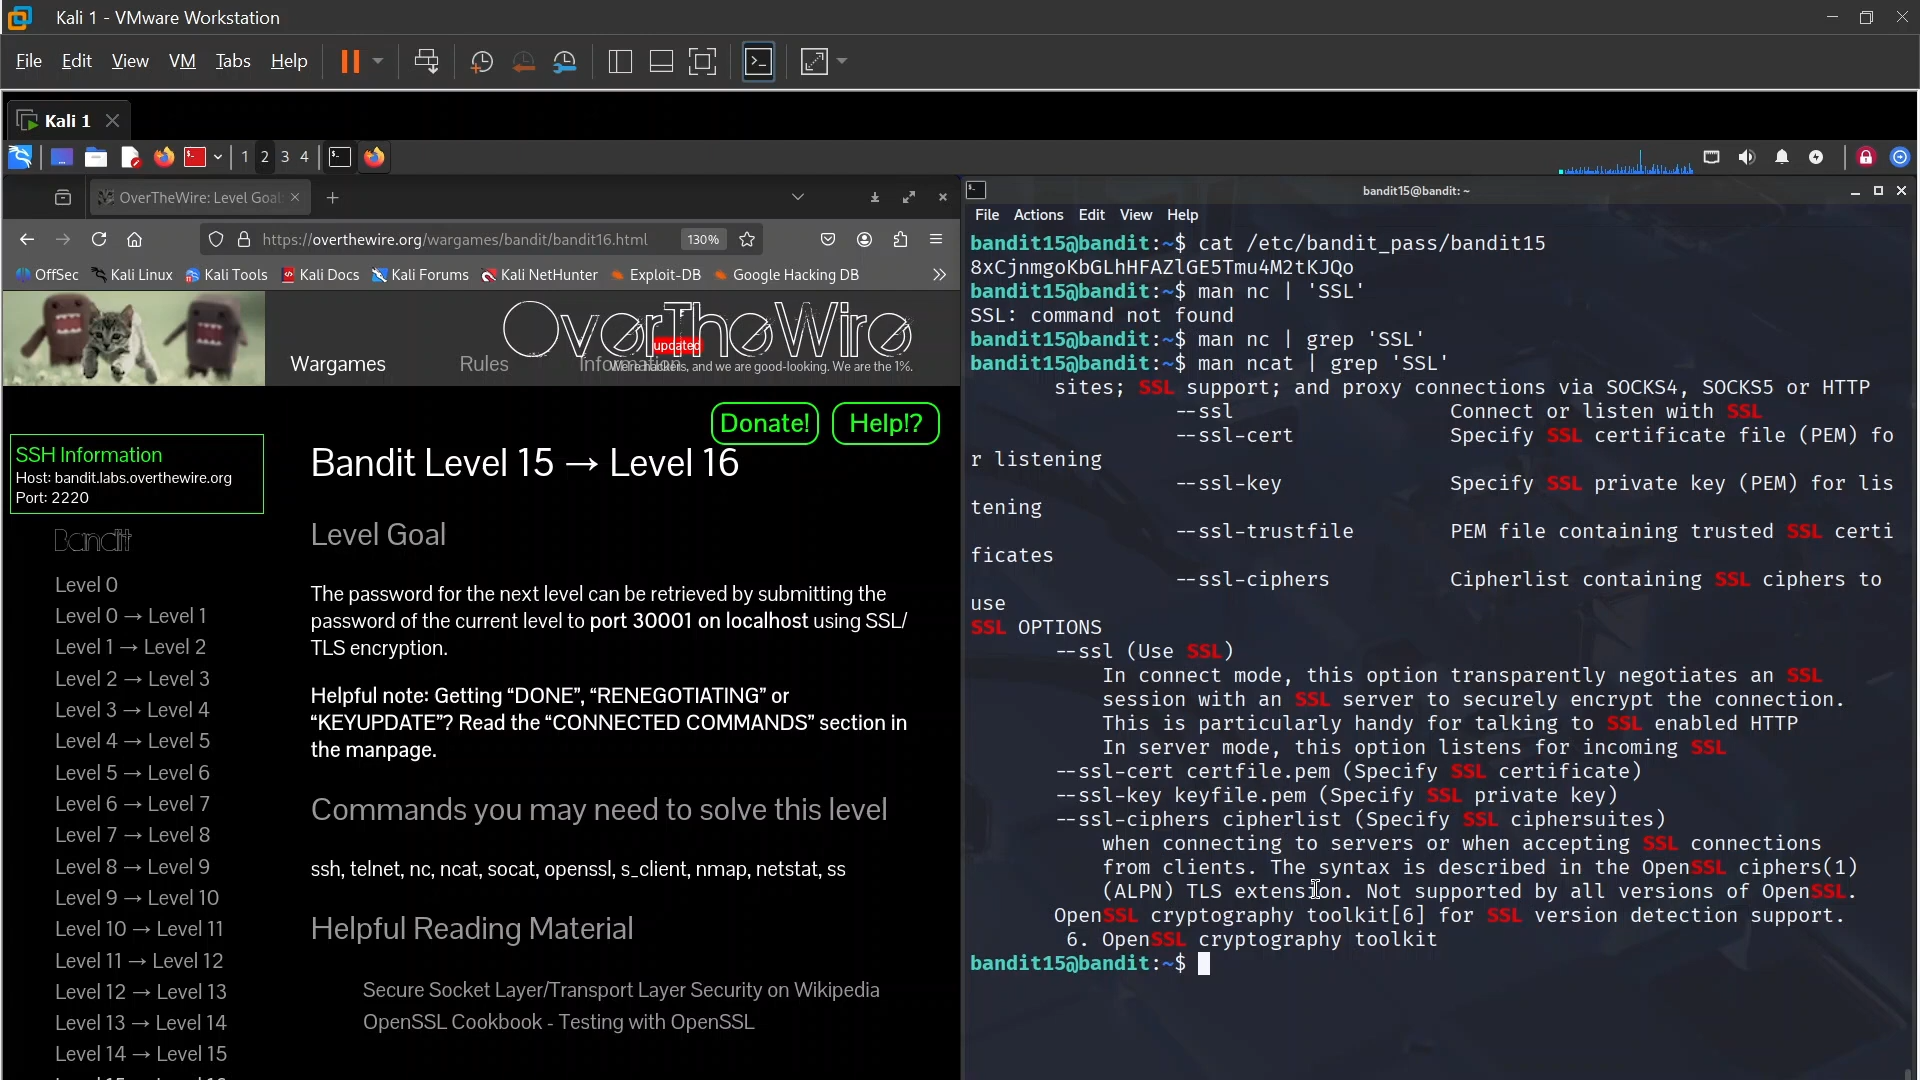 Kali 1 - VMware Workstation
File Edit View VM Tabs Help
Kali 1
1 2 3 4
OverTheWire: Level Goal
https://overthewire.org/wargames/bandit/bandit16.html 130%
OffSec Kali Linux Kali Tools Kali Docs Kali Forums Kali NetHunter Exploit-DB Google Hacking DB
OverTheWire
updated
Wargames Rules Information
We're hackers, and we are good-looking. We are the 1%.
Donate! Help!?
SSH Information
Host: bandit.labs.overthewire.org
Port: 2220
Bandit
Level 0
Level 0 → Level 1
Level 1 → Level 2
Level 2 → Level 3
Level 3 → Level 4
Level 4 → Level 5
Level 5 → Level 6
Level 6 → Level 7
Level 7 → Level 8
Level 8 → Level 9
Level 9 → Level 10
Level 10 → Level 11
Level 11 → Level 12
Level 12 → Level 13
Level 13 → Level 14
Level 14 → Level 15
Bandit Level 15 → Level 16
Level Goal
The password for the next level can be retrieved by submitting the
password of the current level to port 30001 on localhost using SSL/
TLS encryption.
Helpful note: Getting “DONE”, “RENEGOTIATING” or
“KEYUPDATE”? Read the “CONNECTED COMMANDS” section in
the manpage.
Commands you may need to solve this level
ssh, telnet, nc, ncat, socat, openssl, s_client, nmap, netstat, ss
Helpful Reading Material
Secure Socket Layer/Transport Layer Security on Wikipedia
OpenSSL Cookbook - Testing with OpenSSL
bandit15@bandit: ~
File Actions Edit View Help
bandit15@bandit:~$ cat /etc/bandit_pass/bandit15
8xCjnmgoKbGLhHFAZlGE5Tmu4M2tKJQo
bandit15@bandit:~$ man nc | 'SSL'
SSL: command not found
bandit15@bandit:~$ man nc | grep 'SSL'
bandit15@bandit:~$ man ncat | grep 'SSL'
sites; SSL support; and proxy connections via SOCKS4, SOCKS5 or HTTP
--ssl Connect or listen with SSL
--ssl-cert Specify SSL certificate file (PEM) fo
r listening
--ssl-key Specify SSL private key (PEM) for lis
tening
--ssl-trustfile PEM file containing trusted SSL certi
ficates
--ssl-ciphers Cipherlist containing SSL ciphers to
use
SSL OPTIONS
--ssl (Use SSL)
In connect mode, this option transparently negotiates an SSL
session with an SSL server to securely encrypt the connection.
This is particularly handy for talking to SSL enabled HTTP
In server mode, this option listens for incoming SSL
--ssl-cert certfile.pem (Specify SSL certificate)
--ssl-key keyfile.pem (Specify SSL private key)
--ssl-ciphers cipherlist (Specify SSL ciphersuites)
when connecting to servers or when accepting SSL connections
from clients. The syntax is described in the OpenSSL ciphers(1)
(ALPN) TLS extension. Not supported by all versions of OpenSSL.
OpenSSL cryptography toolkit[6] for SSL version detection support.
6. OpenSSL cryptography toolkit
bandit15@bandit:~$